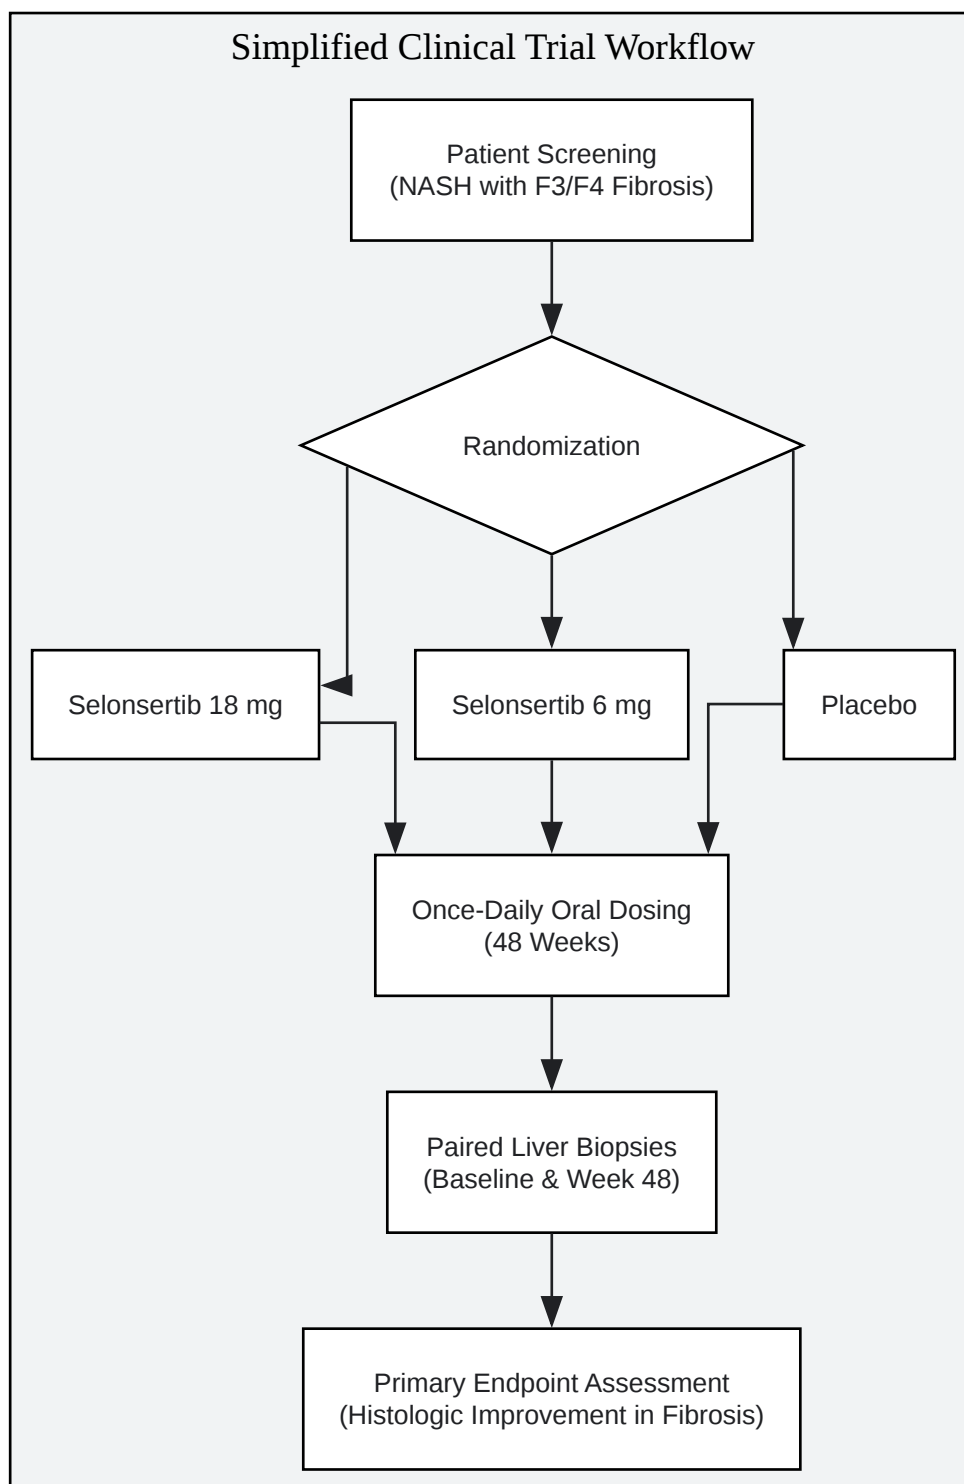 Simplified Clinical Trial Workflow
Patient Screening
(NASH with F3/F4 Fibrosis)
Randomization
Selonsertib 18 mg
Selonsertib 6 mg
Placebo
Once-Daily Oral Dosing
(48 Weeks)
Paired Liver Biopsies
(Baseline & Week 48)
Primary Endpoint Assessment
(Histologic Improvement in Fibrosis)